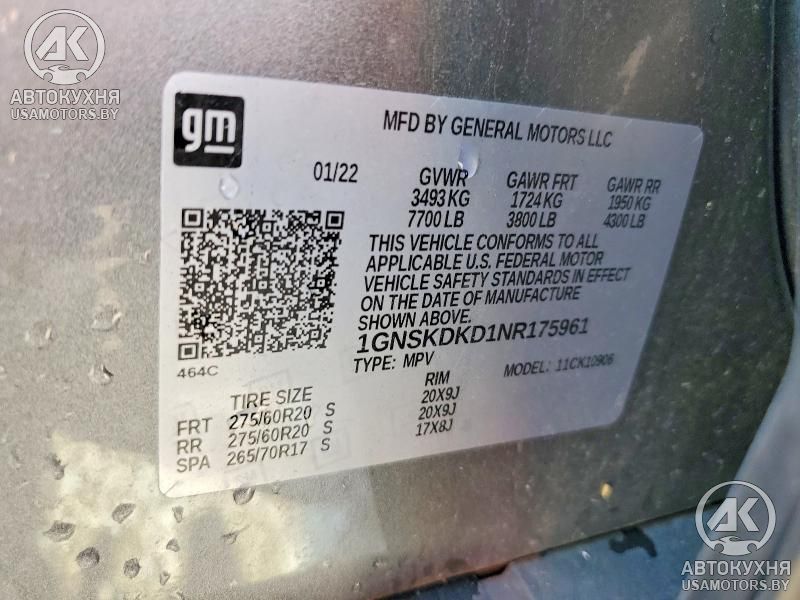 АК
АВТОКУХНЯ
USAMOTORS.BY
gm
MFD BY GENERAL MOTORS LLC
01/22
GVWR GAWR FRT GAWR RR
3493 KG 1724 KG 1950 KG
7700 LB 3800 LB 4300 LB
THIS VEHICLE CONFORMS TO ALL
APPLICABLE U.S. FEDERAL MOTOR
VEHICLE SAFETY STANDARDS IN EFFECT
ON THE DATE OF MANUFACTURE
SHOWN ABOVE.
1GNSKDKD1NR175961
TYPE: MPV MODEL: 11CK10906
464C
TIRE SIZE RIM
FRT 275/60R20 S 20X9J
RR 275/60R20 S 20X9J
SPA 265/70R17 S 17X8J
АК
АВТОКУХНЯ
USAMOTORS.BY